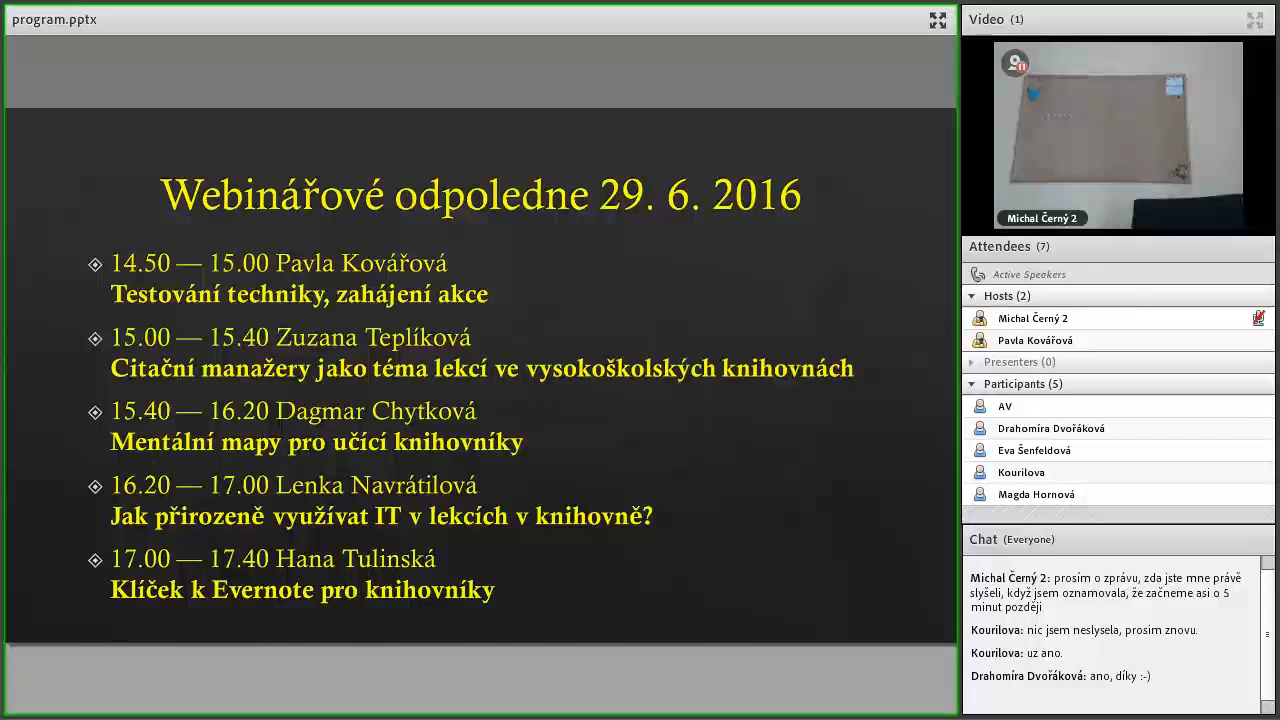 program.pptx
Webinářové odpoledne 29. 6. 2016
14.50 — 15.00 Pavla Kovářová
Testování techniky, zahájení akce
15.00 — 15.40 Zuzana Teplíková
Citační manažery jako téma lekcí ve vysokoškolských knihovnách
15.40 — 16.20 Dagmar Chytková
Mentální mapy pro učící knihovníky
16.20 — 17.00 Lenka Navrátilová
Jak přirozeně využívat IT v lekcích v knihovně?
17.00 — 17.40 Hana Tulinská
Klíček k Evernote pro knihovníky
Video (1)
Michal Černý 2
Attendees (7)
Active Speakers
Hosts (2)
Michal Černý 2
Pavla Kovářová
Presenters (0)
Participants (5)
AV
Drahomíra Dvořáková
Eva Šenfeldová
Kourilova
Magda Hornová
Chat (Everyone)
Michal Černý 2: prosím o zprávu, zda jste mne právě
slyšeli, když jsem oznamovala, že začneme asi o 5
minut později
Kourilova: nic jsem neslysela, prosim znovu.
Kourilova: uz ano.
Drahomíra Dvořáková: ano, díky :-)